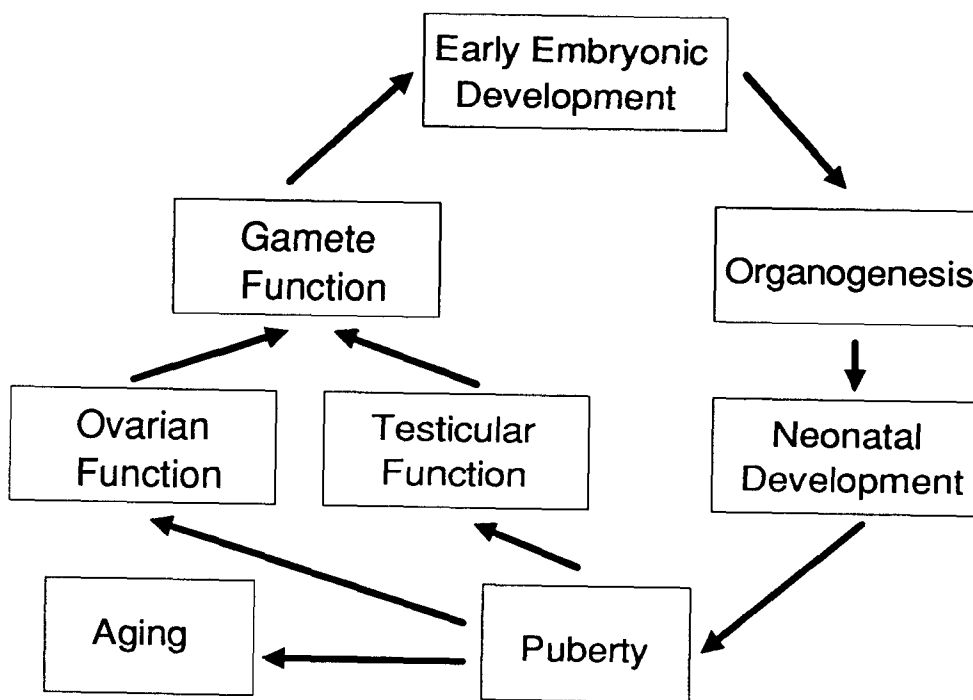 Early Embryonic
Development
Gamete
Function
Organogenesis
Ovarian
Function
Testicular
Function
Neonatal
Development
Aging
Puberty